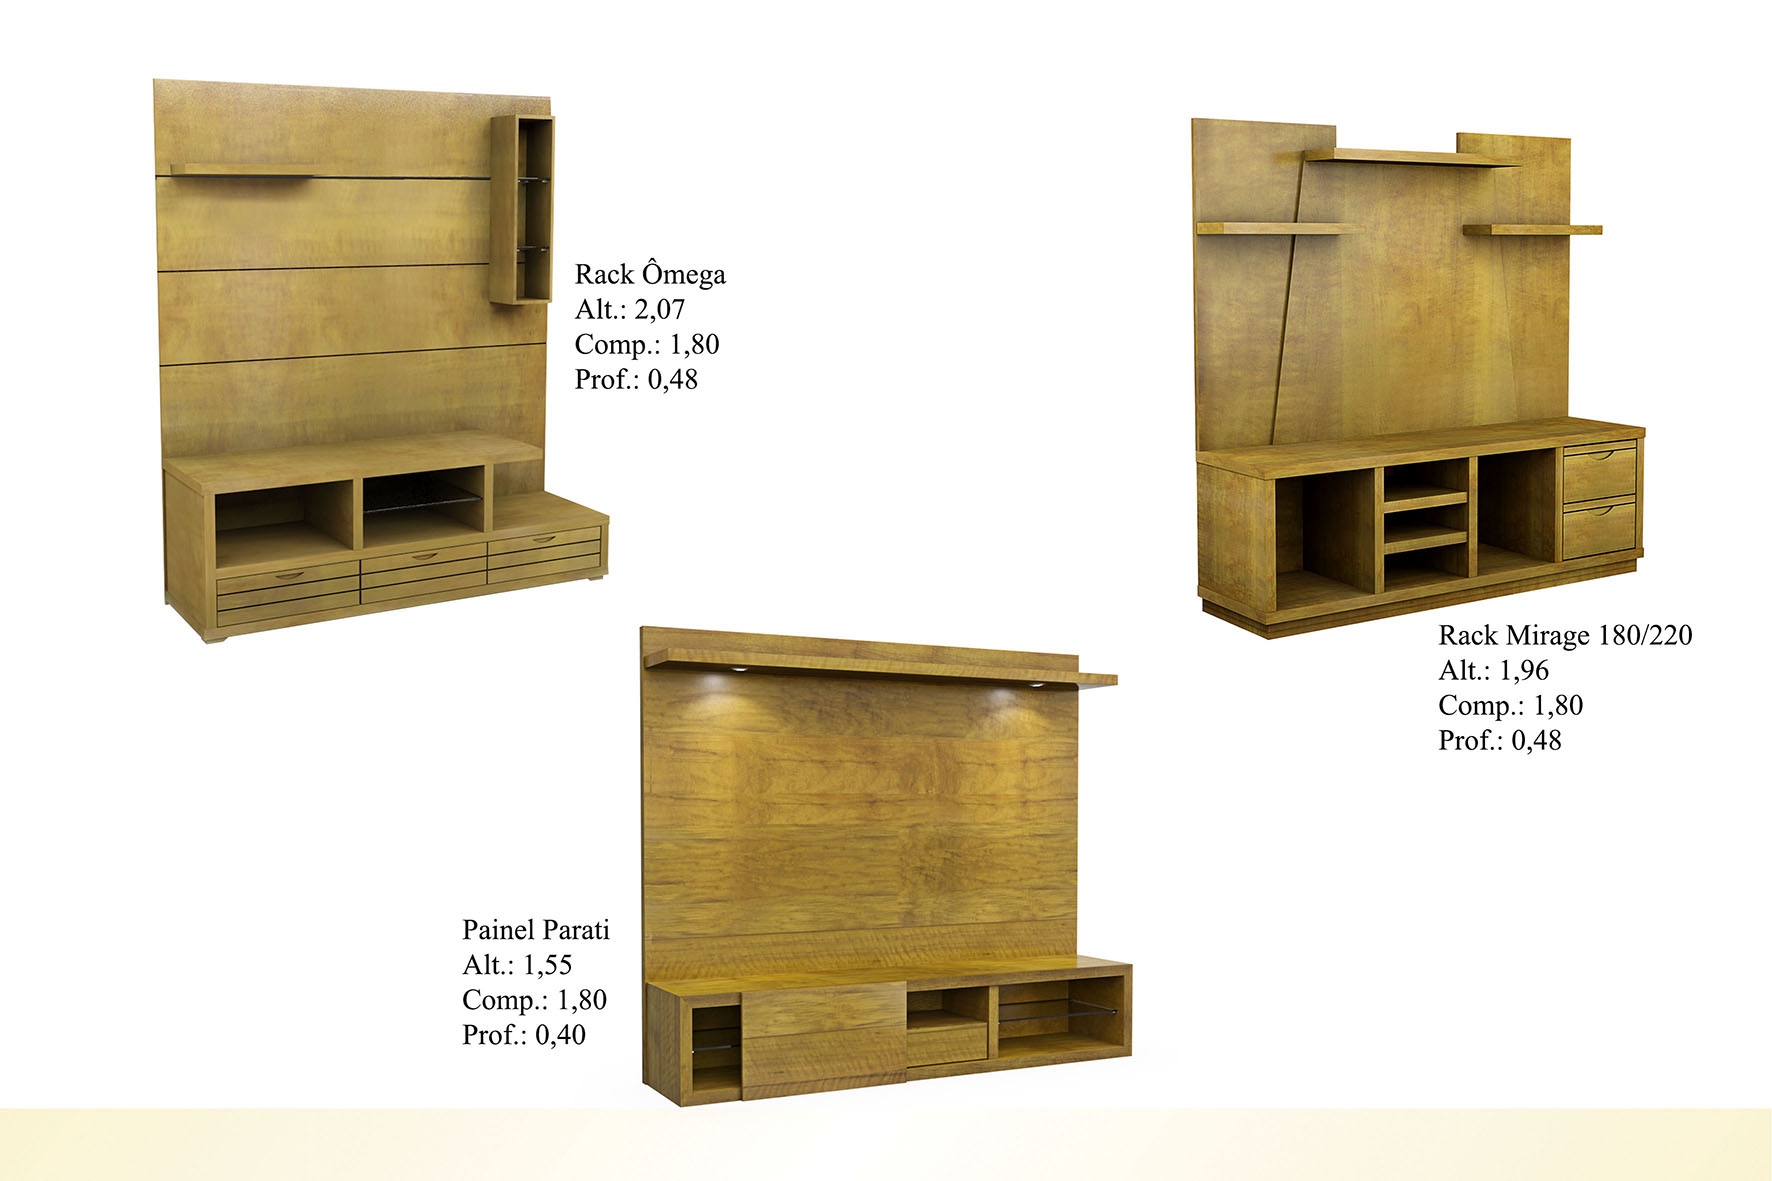 Rack Ômega
Alt.: 2,07
Comp.: 1,80
Prof.: 0,48
Rack Mirage 180/220
Alt.: 1,96
Comp.: 1,80
Prof.: 0,48
Painel Parati
Alt.: 1,55
Comp.: 1,80
Prof.: 0,40